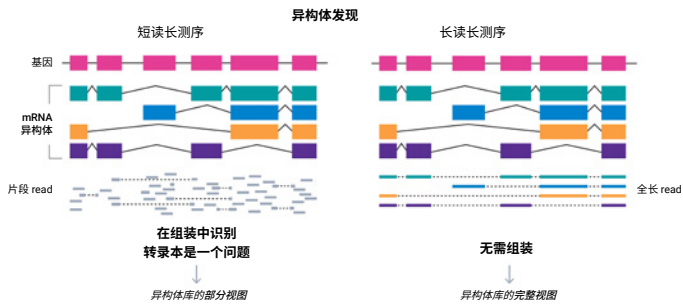 异构体发现
短读长测序
长读长测序
基因
mRNA
异构体
片段 read
全长 read
在组装中识别
转录本是一个问题
无需组装
异构体库的部分视图
异构体库的完整视图